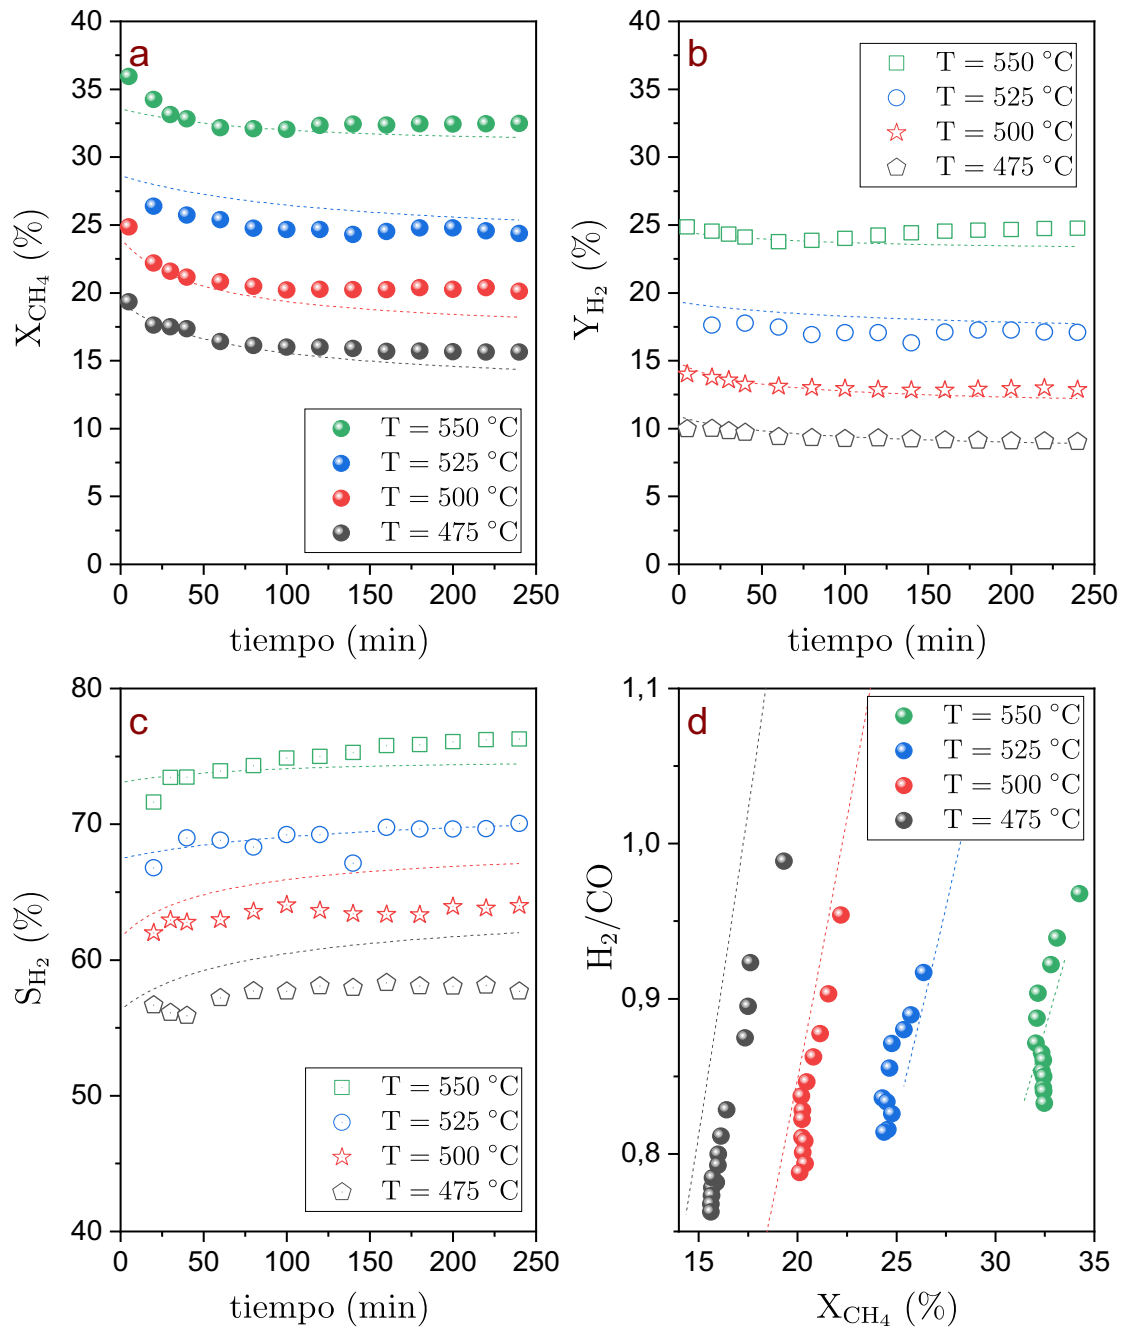 a
X_CH4 (%)
40
35
30
25
20
15
10
5
0
T = 550 °C
T = 525 °C
T = 500 °C
T = 475 °C
0 50 100 150 200 250
tiempo (min)
b
Y_H2 (%)
40
35
30
25
20
15
10
5
0
T = 550 °C
T = 525 °C
T = 500 °C
T = 475 °C
0 50 100 150 200 250
tiempo (min)
c
S_H2 (%)
80
70
60
50
40
T = 550 °C
T = 525 °C
T = 500 °C
T = 475 °C
0 50 100 150 200 250
tiempo (min)
d
H2/CO
1,1
1,0
0,9
0,8
T = 550 °C
T = 525 °C
T = 500 °C
T = 475 °C
15 20 25 30 35
X_CH4 (%)